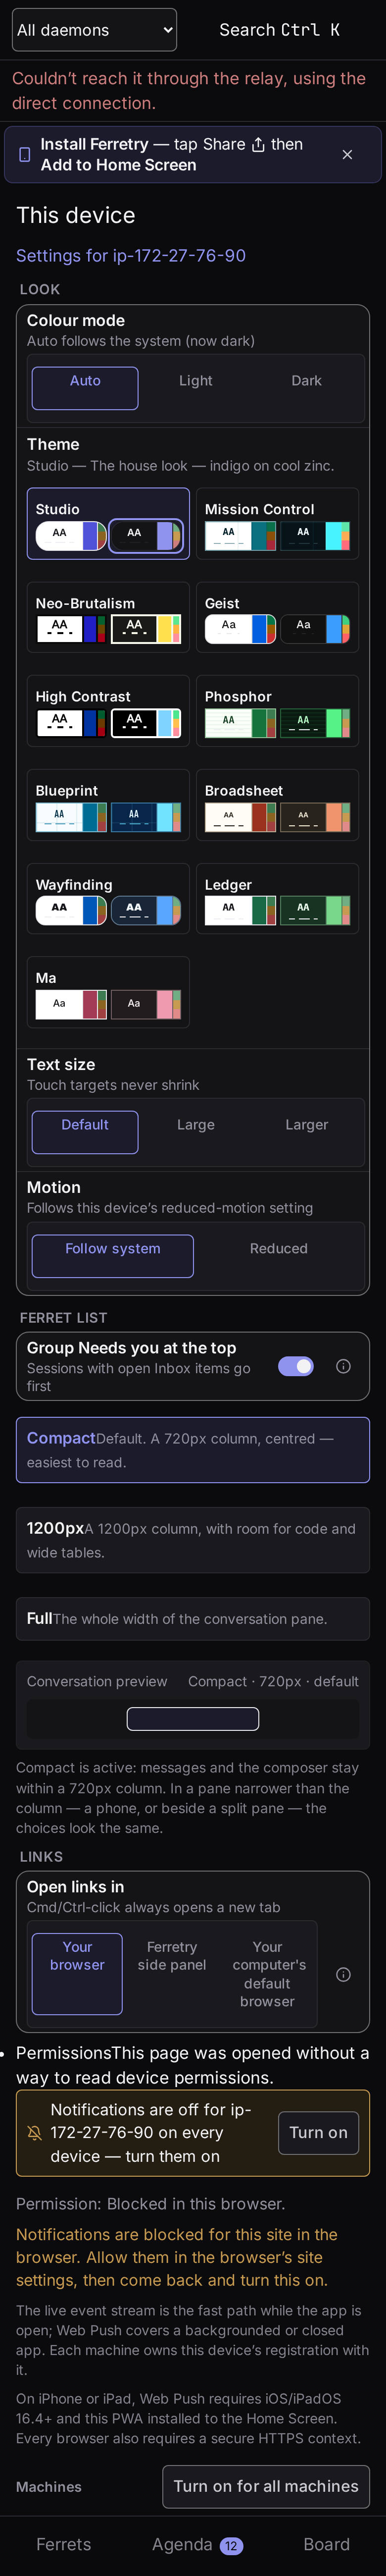 All daemons
Search Ctrl K
Couldn’t reach it through the relay, using the
direct connection.
Install Ferretry — tap Share then
Add to Home Screen
This device
Settings for ip-172-27-76-90
LOOK
Colour mode
Auto follows the system (now dark)
Auto Light Dark
Theme
Studio — The house look — indigo on cool zinc.
Studio Mission Control
AA AA AA AA
Neo-Brutalism Geist
AA AA Aa Aa
High Contrast Phosphor
AA AA AA AA
Blueprint Broadsheet
AA AA AA AA
Wayfinding Ledger
AA AA AA AA
Ma
Aa Aa
Text size
Touch targets never shrink
Default Large Larger
Motion
Follows this device’s reduced-motion setting
Follow system Reduced
FERRET LIST
Group Needs you at the top
Sessions with open Inbox items go
first
CompactDefault. A 720px column, centred —
easiest to read.
1200pxA 1200px column, with room for code and
wide tables.
FullThe whole width of the conversation pane.
Conversation preview Compact · 720px · default
Compact is active: messages and the composer stay
within a 720px column. In a pane narrower than the
column — a phone, or beside a split pane — the
choices look the same.
LINKS
Open links in
Cmd/Ctrl-click always opens a new tab
Your
browser
Ferretry
side panel
Your
computer's
default
browser
• PermissionsThis page was opened without a
way to read device permissions.
Notifications are off for ip-
172-27-76-90 on every
device — turn them on
Turn on
Permission: Blocked in this browser.
Notifications are blocked for this site in the
browser. Allow them in the browser’s site
settings, then come back and turn this on.
The live event stream is the fast path while the app is
open; Web Push covers a backgrounded or closed
app. Each machine owns this device’s registration with
it.
On iPhone or iPad, Web Push requires iOS/iPadOS
16.4+ and this PWA installed to the Home Screen.
Every browser also requires a secure HTTPS context.
Machines
Turn on for all machines
Ferrets Agenda 12 Board